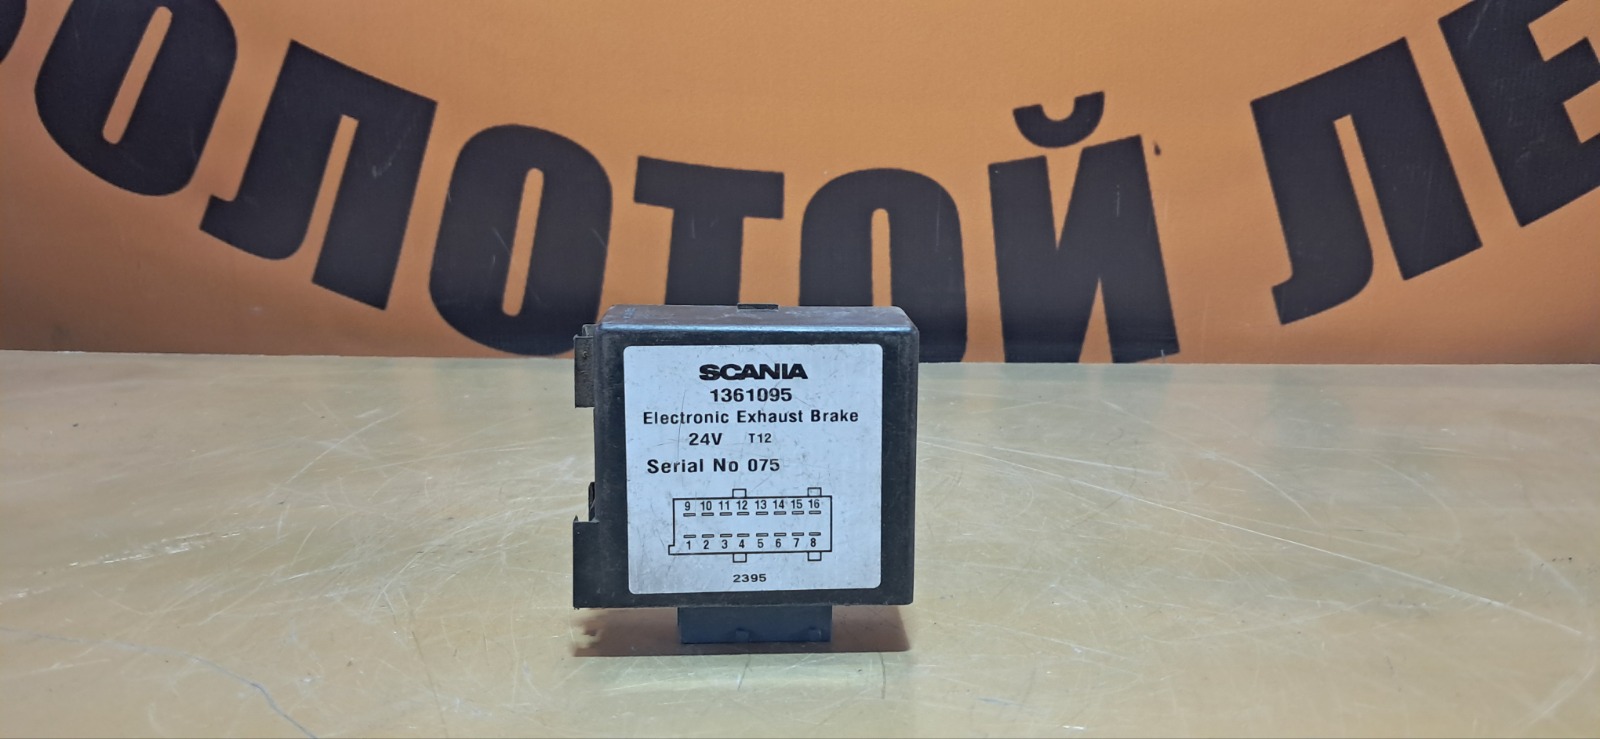 ОЛОТОЙ ЛЕ
SCANIA
1361095
Electronic Exhaust Brake
24V T12
Serial No 075
9 10 11 12 13 14 15 16
1 2 3 4 5 6 7 8
2395